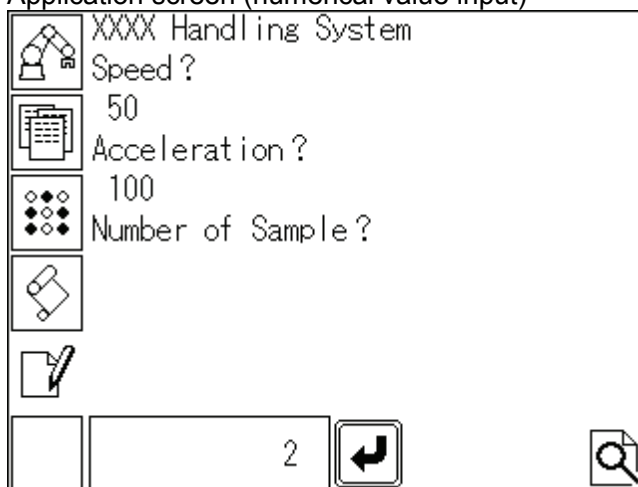 Application screen (numerical value input)
XXXX Handling System
Speed?
50
Acceleration?
100
Number of Sample?
2